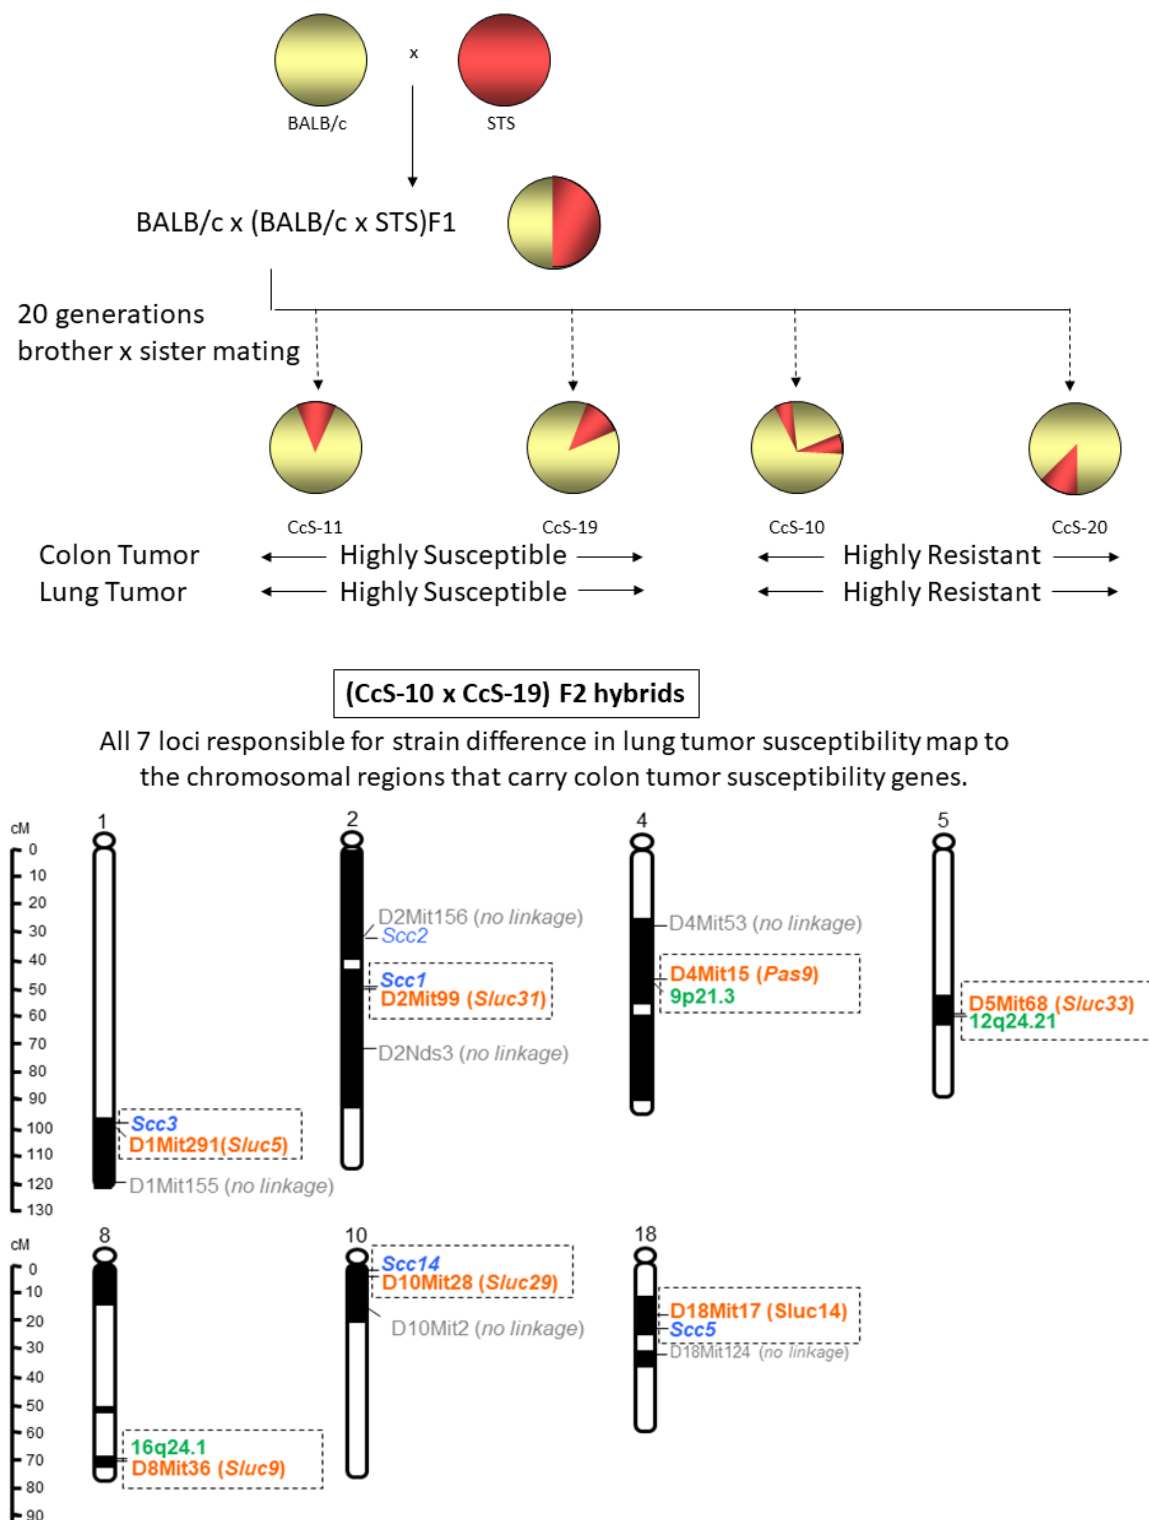 x
BALB/c
STS
BALB/c x (BALB/c x STS)F1
20 generations
brother x sister mating
CcS-11
CcS-19
CcS-10
CcS-20
Colon Tumor
Highly Susceptible
Highly Resistant
Lung Tumor
Highly Susceptible
Highly Resistant
(CcS-10 x CcS-19) F2 hybrids
All 7 loci responsible for strain difference in lung tumor susceptibility map to
the chromosomal regions that carry colon tumor susceptibility genes.
cM
0
10
20
30
40
50
60
70
80
90
100
110
120
130
1
Scc3
D1Mit291(Sluc5)
D1Mit155 (no linkage)
2
D2Mit156 (no linkage)
Scc2
Scc1
D2Mit99 (Sluc31)
D2Nds3 (no linkage)
4
D4Mit53 (no linkage)
D4Mit15 (Pas9)
9p21.3
5
D5Mit68 (Sluc33)
12q24.21
cM
0
10
20
30
40
50
60
70
80
90
8
16q24.1
D8Mit36 (Sluc9)
10
Scc14
D10Mit28 (Sluc29)
D10Mit2 (no linkage)
18
D18Mit17 (Sluc14)
Scc5
D18Mit124 (no linkage)